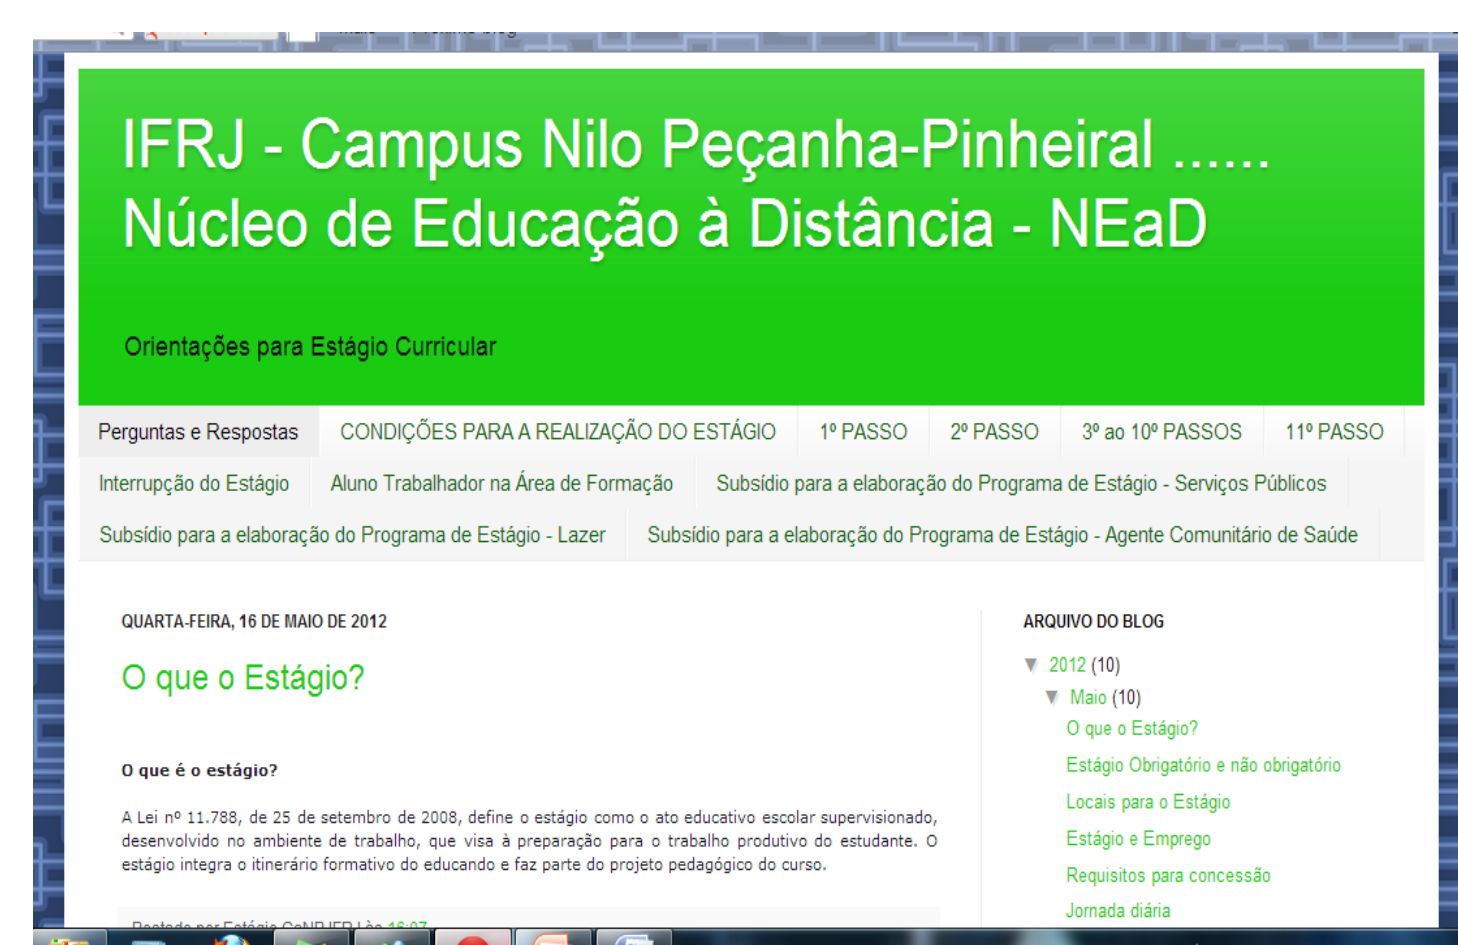 IFRJ - Campus Nilo Peçanha-Pinheiral ......
Núcleo de Educação à Distância - NEaD
Orientações para Estágio Curricular
Perguntas e Respostas CONDIÇÕES PARA A REALIZAÇÃO DO ESTÁGIO 1º PASSO 2º PASSO 3º ao 10º PASSOS 11º PASSO
Interrupção do Estágio Aluno Trabalhador na Área de Formação Subsídio para a elaboração do Programa de Estágio - Serviços Públicos
Subsídio para a elaboração do Programa de Estágio - Lazer Subsídio para a elaboração do Programa de Estágio - Agente Comunitário de Saúde
QUARTA-FEIRA, 16 DE MAIO DE 2012
O que o Estágio?
O que é o estágio?
A Lei nº 11.788, de 25 de setembro de 2008, define o estágio como o ato educativo escolar supervisionado,
desenvolvido no ambiente de trabalho, que visa à preparação para o trabalho produtivo do estudante. O
estágio integra o itinerário formativo do educando e faz parte do projeto pedagógico do curso.
ARQUIVO DO BLOG
▼ 2012 (10)
▼ Maio (10)
O que o Estágio?
Estágio Obrigatório e não obrigatório
Locais para o Estágio
Estágio e Emprego
Requisitos para concessão
Jornada diária